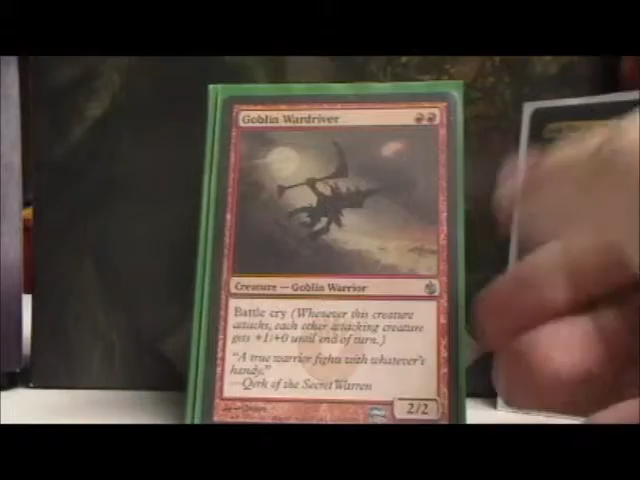 Goblin Wardriver
Creature — Goblin Warrior
Battle cry (Whenever this creature
attacks, each other attacking creature
gets +1/+0 until end of turn.)
"A true warrior fights with whatever's
handy."
—Qerk of the Secret Warren
2/2